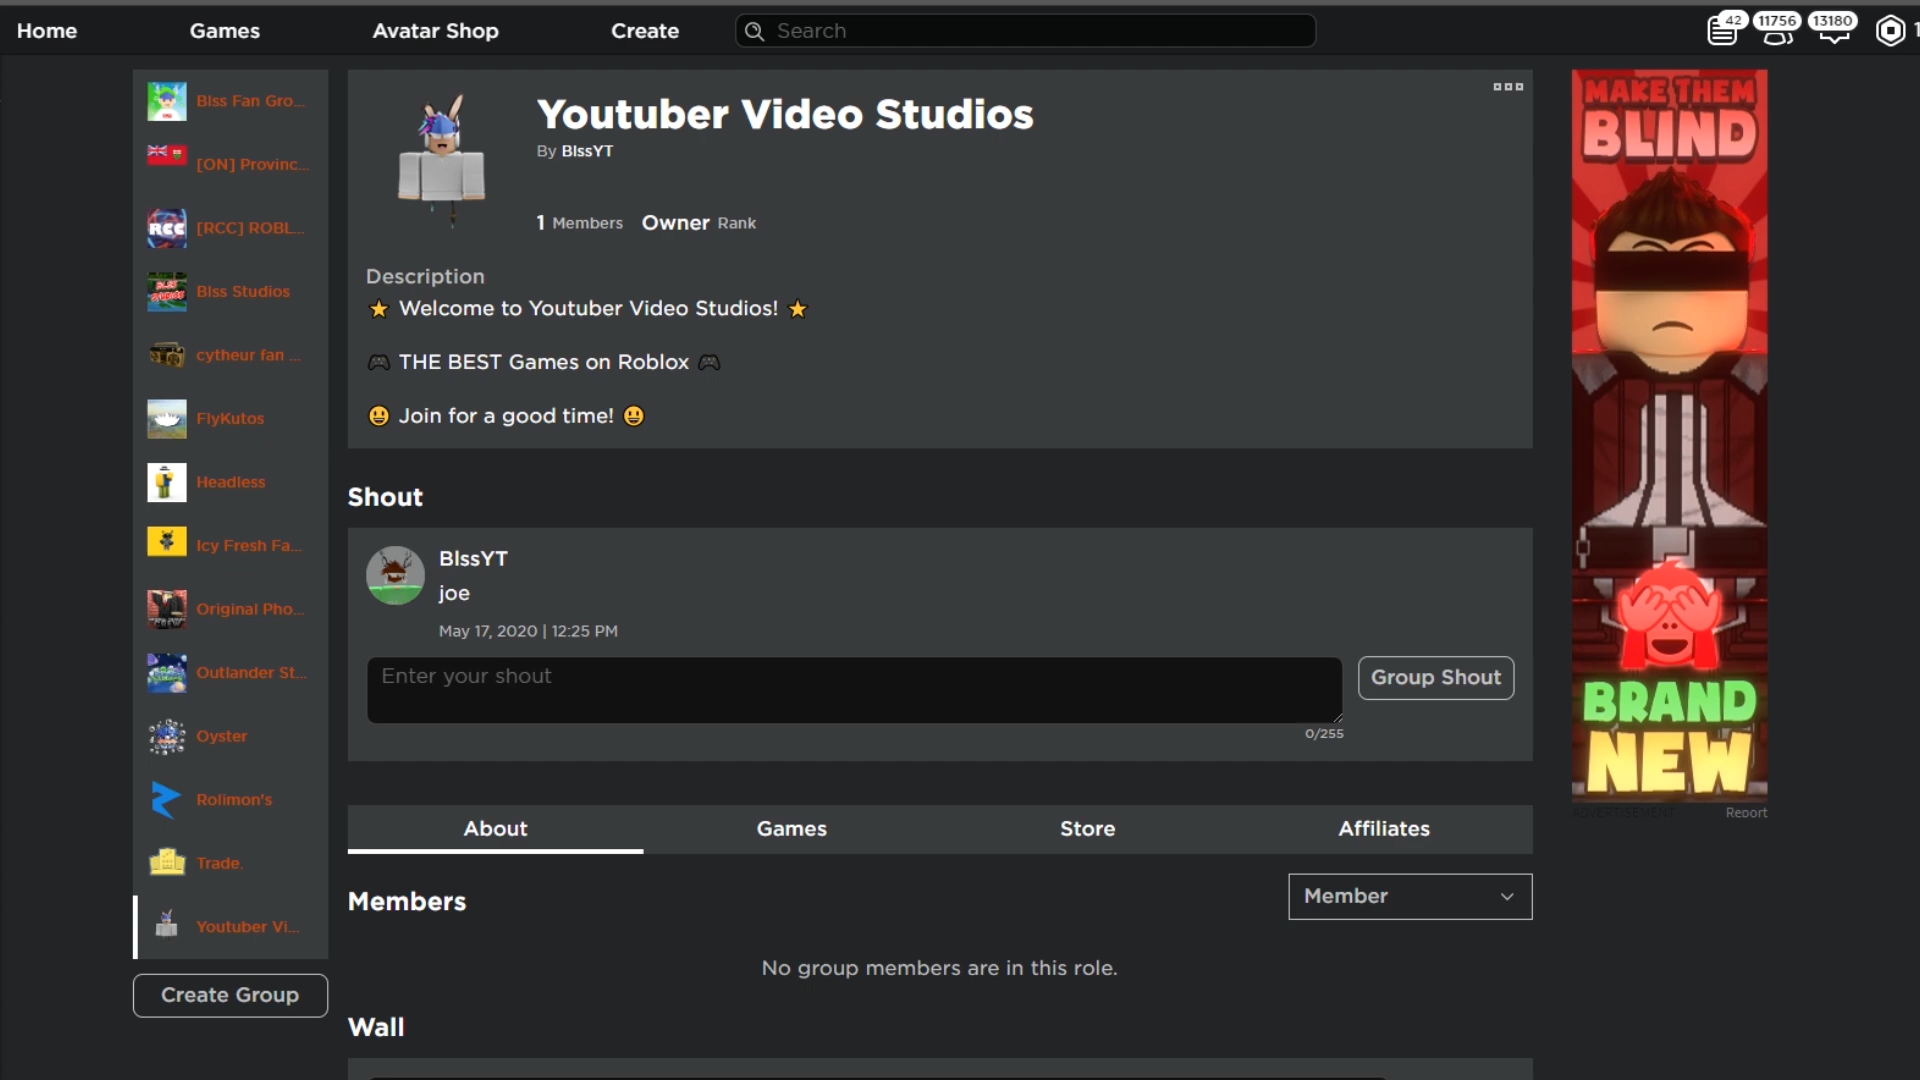 Home
Games
Avatar Shop
Create
Search
42
11756
13180
1
Blss Fan Gro...
[ON] Provinc...
[RCC] ROBL...
Blss Studios
cytheur fan ...
FlyKutos
Headless
Icy Fresh Fa...
Original Pho...
Outlander St...
Oyster
Rolimon's
Trade.
Youtuber Vi...
Create Group
RCC
BLSS
STUDIOS
Youtuber Video Studios
By BlssYT
1 Members Owner Rank
Description
⭐ Welcome to Youtuber Video Studios! ⭐
🎮 THE BEST Games on Roblox 🎮
😃 Join for a good time! 😃
Shout
BlssYT
joe
May 17, 2020 | 12:25 PM
Enter your shout
Group Shout
0/255
About
Games
Store
Affiliates
Members
Member
No group members are in this role.
Wall
MAKE THEM
BLIND
BRAND
NEW
ADVERTISEMENT
Report